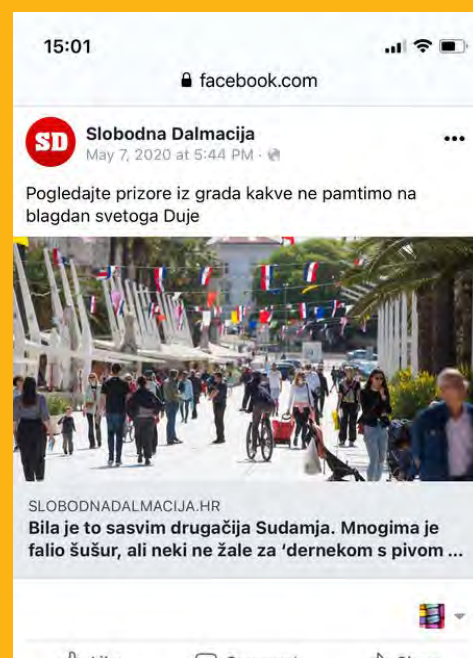 15:01
facebook.com
SD
Slobodna Dalmacija
May 7, 2020 at 5:44 PM ·
Pogledajte prizore iz grada kakve ne pamtimo na
blagdan svetoga Duje
SLOBODNADALMACIJA.HR
Bila je to sasvim drugačija Sudamja. Mnogima je
falio šušur, ali neki ne žale za ‘dernekom s pivom ...